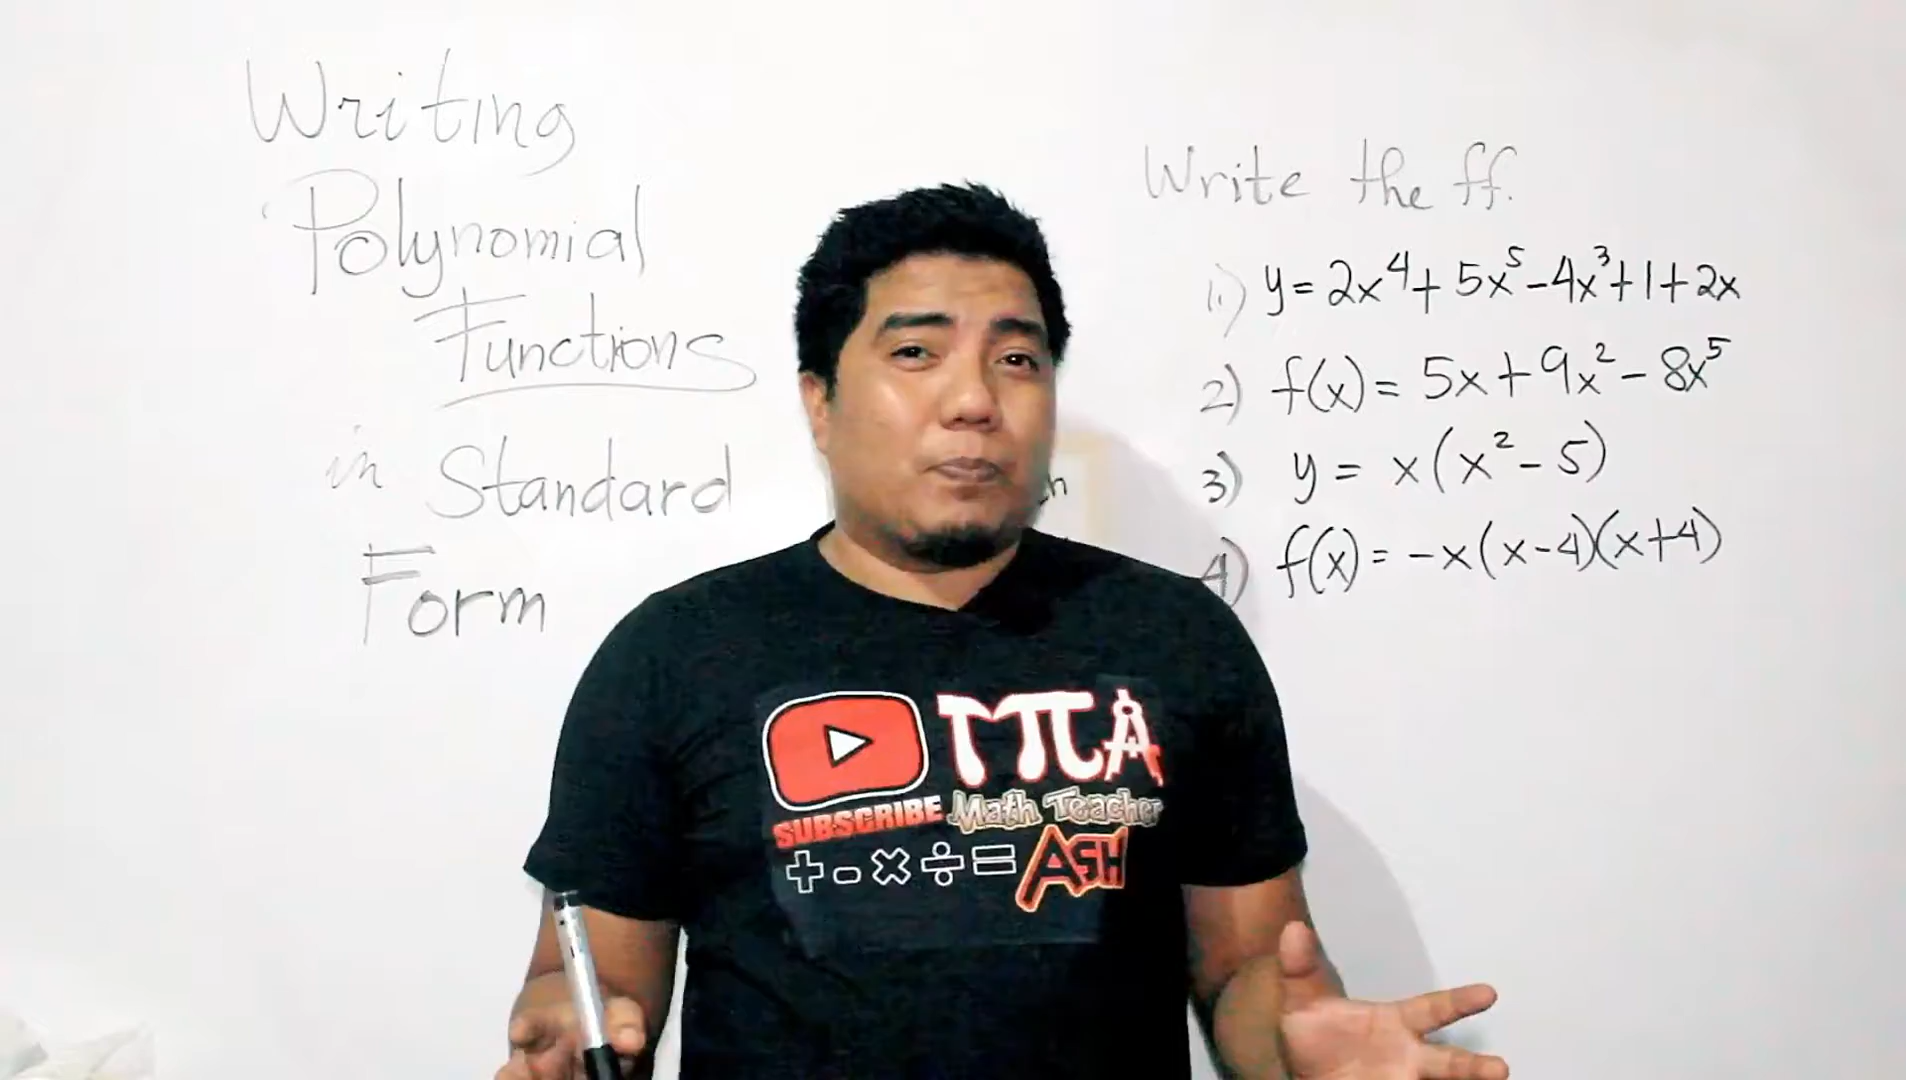 Writing
Polynomial
Functions
in Standard
Form
Write the ff.
1.) y = 2x⁴ + 5x⁵ - 4x³ + 1 + 2x
2) f(x) = 5x + 9x² - 8x⁵
3) y = x(x² - 5)
4) f(x) = -x(x-4)(x+4)
SUBSCRIBE
Math Teacher
+ - × ÷ = ASH